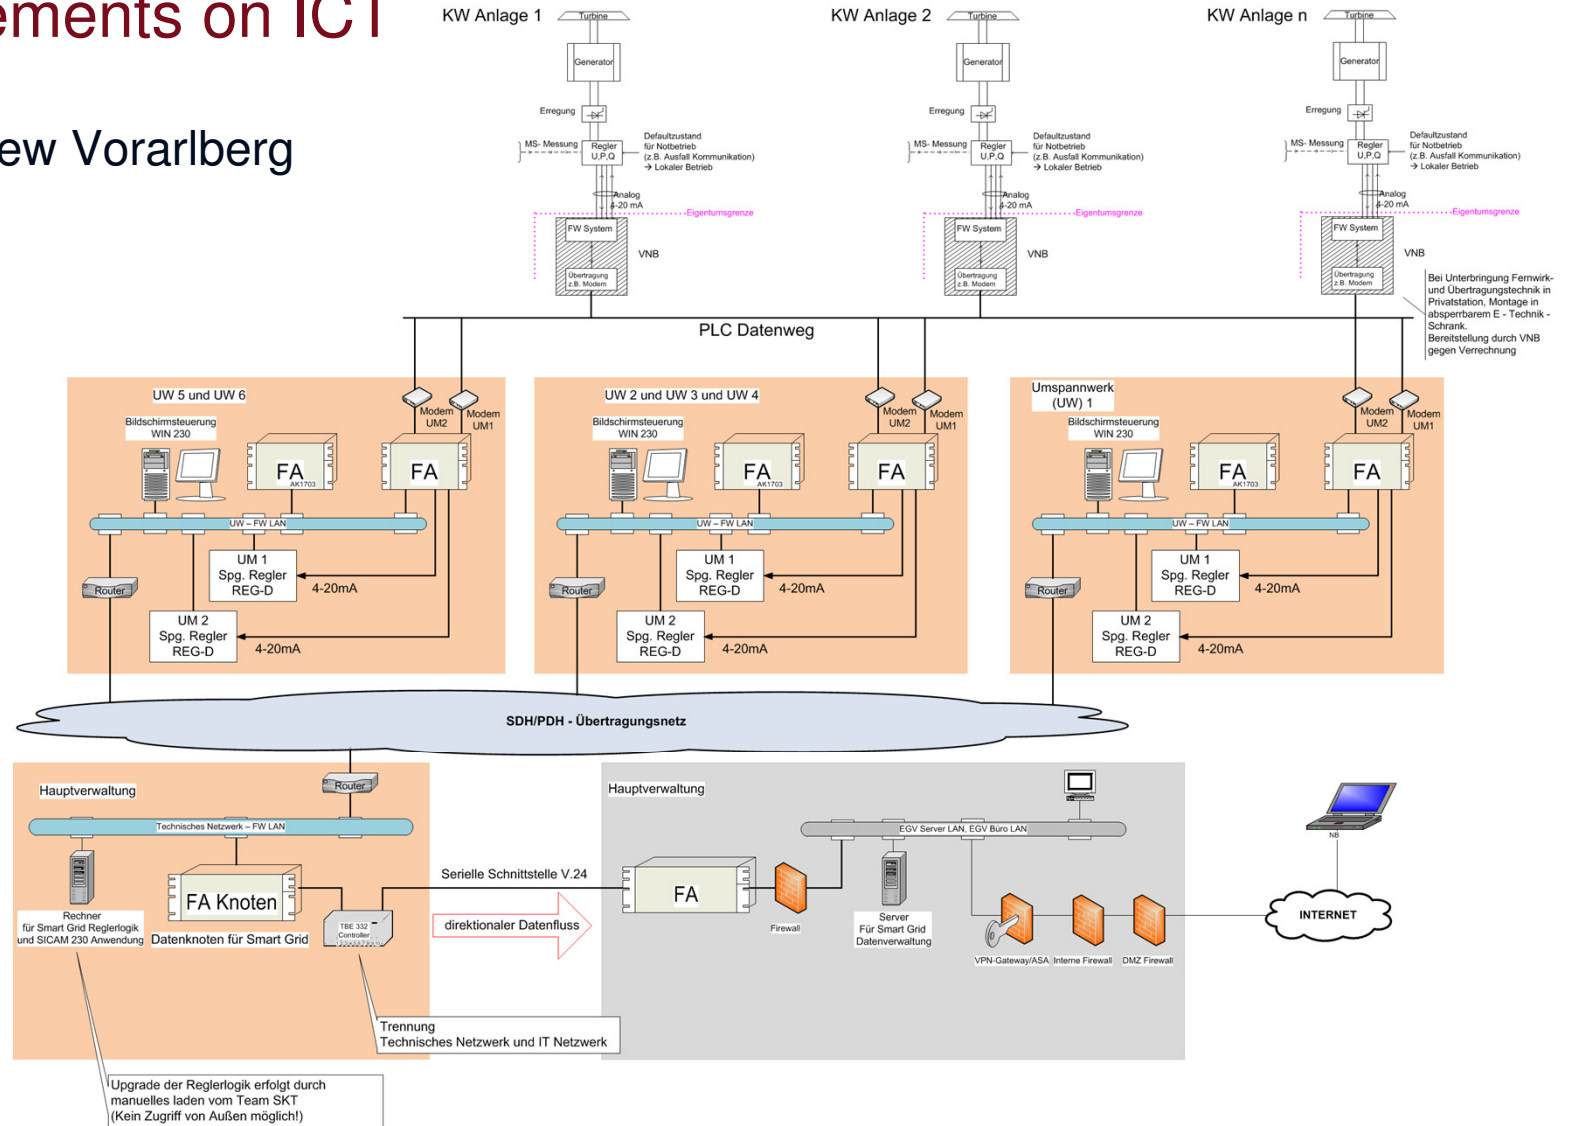 ements on ICT
ew Vorarlberg
KW Anlage 1
Turbine
Generator
Erregung
MS- Messung
Regler
U,P,Q
Defaultzustand
für Notbetrieb
(z.B. Ausfall Kommunikation)
→ Lokaler Betrieb
Analog
4-20 mA
Eigentumsgrenze
FW System
VNB
Übertragung
z.B. Modem
KW Anlage 2
Turbine
Generator
Erregung
MS- Messung
Regler
U,P,Q
Defaultzustand
für Notbetrieb
(z.B. Ausfall Kommunikation)
→ Lokaler Betrieb
Analog
4-20 mA
Eigentumsgrenze
FW System
VNB
Übertragung
z.B. Modem
KW Anlage n
Turbine
Generator
Erregung
MS- Messung
Regler
U,P,Q
Defaultzustand
für Notbetrieb
(z.B. Ausfall Kommunikation)
→ Lokaler Betrieb
Analog
4-20 mA
Eigentumsgrenze
FW System
VNB
Übertragung
z.B. Modem
Bei Unterbringung Fernwirk-
und Übertragungstechnik in
Privatstation, Montage in
absperrbarem E - Technik -
Schrank.
Bereitstellung durch VNB
gegen Verrechnung
PLC Datenweg
UW 5 und UW 6
Bildschirmsteuerung
WIN 230
Modem
UM2
Modem
UM1
FA
AK1703
FA
UW – FW LAN
UM 1
Spg. Regler
REG-D
4-20mA
Router
UM 2
Spg. Regler
REG-D
4-20mA
UW 2 und UW 3 und UW 4
Bildschirmsteuerung
WIN 230
Modem
UM2
Modem
UM1
FA
AK1703
FA
UW – FW LAN
UM 1
Spg. Regler
REG-D
4-20mA
Router
UM 2
Spg. Regler
REG-D
4-20mA
Umspannwerk
(UW) 1
Bildschirmsteuerung
WIN 230
Modem
UM2
Modem
UM1
FA
AK1703
FA
UW – FW LAN
UM 1
Spg. Regler
REG-D
4-20mA
Router
UM 2
Spg. Regler
REG-D
4-20mA
SDH/PDH - Übertragungsnetz
Hauptverwaltung
Router
Technisches Netzwerk – FW LAN
Rechner
für Smart Grid Reglerlogik
und SICAM 230 Anwendung
FA Knoten
Datenknoten für Smart Grid
TBE 332
Controller
Serielle Schnittstelle V.24
direktionaler Datenfluss
Trennung
Technisches Netzwerk und IT Netzwerk
Upgrade der Reglerlogik erfolgt durch
manuelles laden vom Team SKT
(Kein Zugriff von Außen möglich!)
Hauptverwaltung
EGV Server LAN, EGV Büro LAN
FA
Firewall
Server
Für Smart Grid
Datenverwaltung
VPN-Gateway/ASA
Interne Firewall
DMZ Firewall
NB
INTERNET